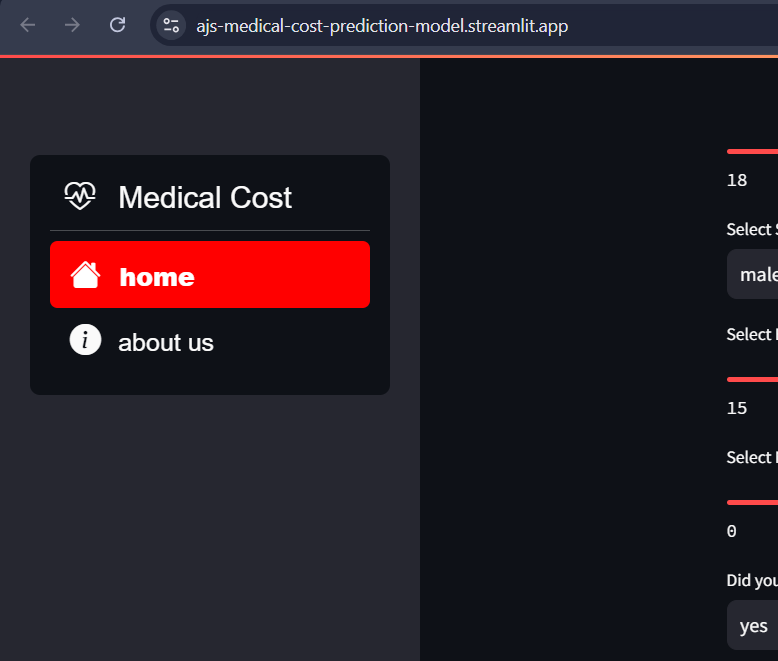 ajs-medical-cost-prediction-model.streamlit.app
Medical Cost
home
about us
18
Select
male
15
Select
Select
0
Did you
yes